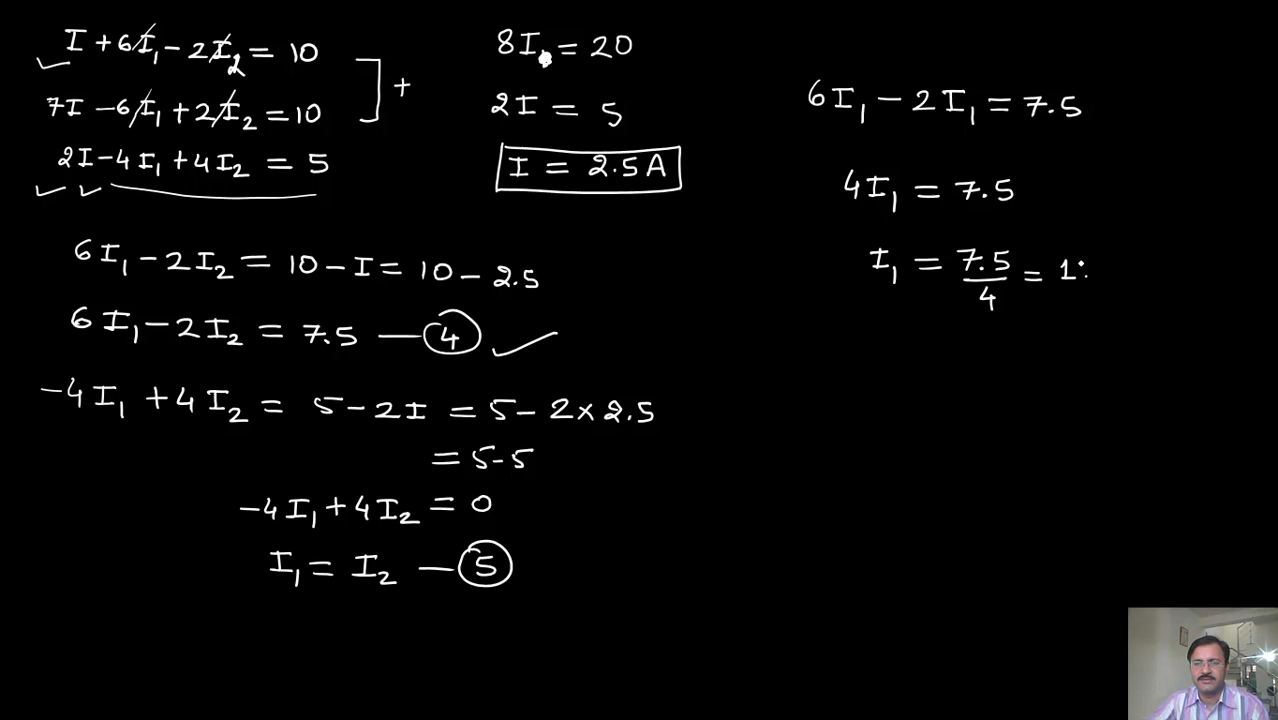 I + 6I₁ - 2I₂ = 10
7I - 6I₁ + 2I₂ = 10
+
2I - 4I₁ + 4I₂ = 5
6I₁ - 2I₂ = 10 - I = 10 - 2.5
6I₁ - 2I₂ = 7.5 — 4
-4I₁ + 4I₂ = 5 - 2I = 5 - 2 × 2.5
= 5 - 5
-4I₁ + 4I₂ = 0
I₁ = I₂ — 5
8I = 20
2I = 5
I = 2.5A
6I₁ - 2I₁ = 7.5
4I₁ = 7.5
I₁ = 7.5/4 = 1.